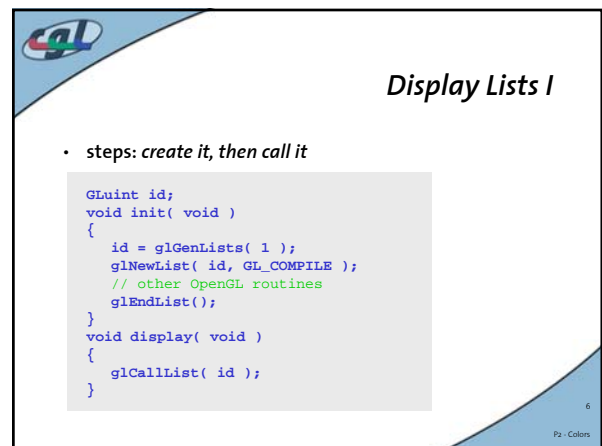 cgl
Display Lists I
• steps: create it, then call it
GLuint id;
void init( void )
{
id = glGenLists( 1 );
glNewList( id, GL_COMPILE );
// other OpenGL routines
glEndList();
}
void display( void )
{
glCallList( id );
}
6
P2 - Colors